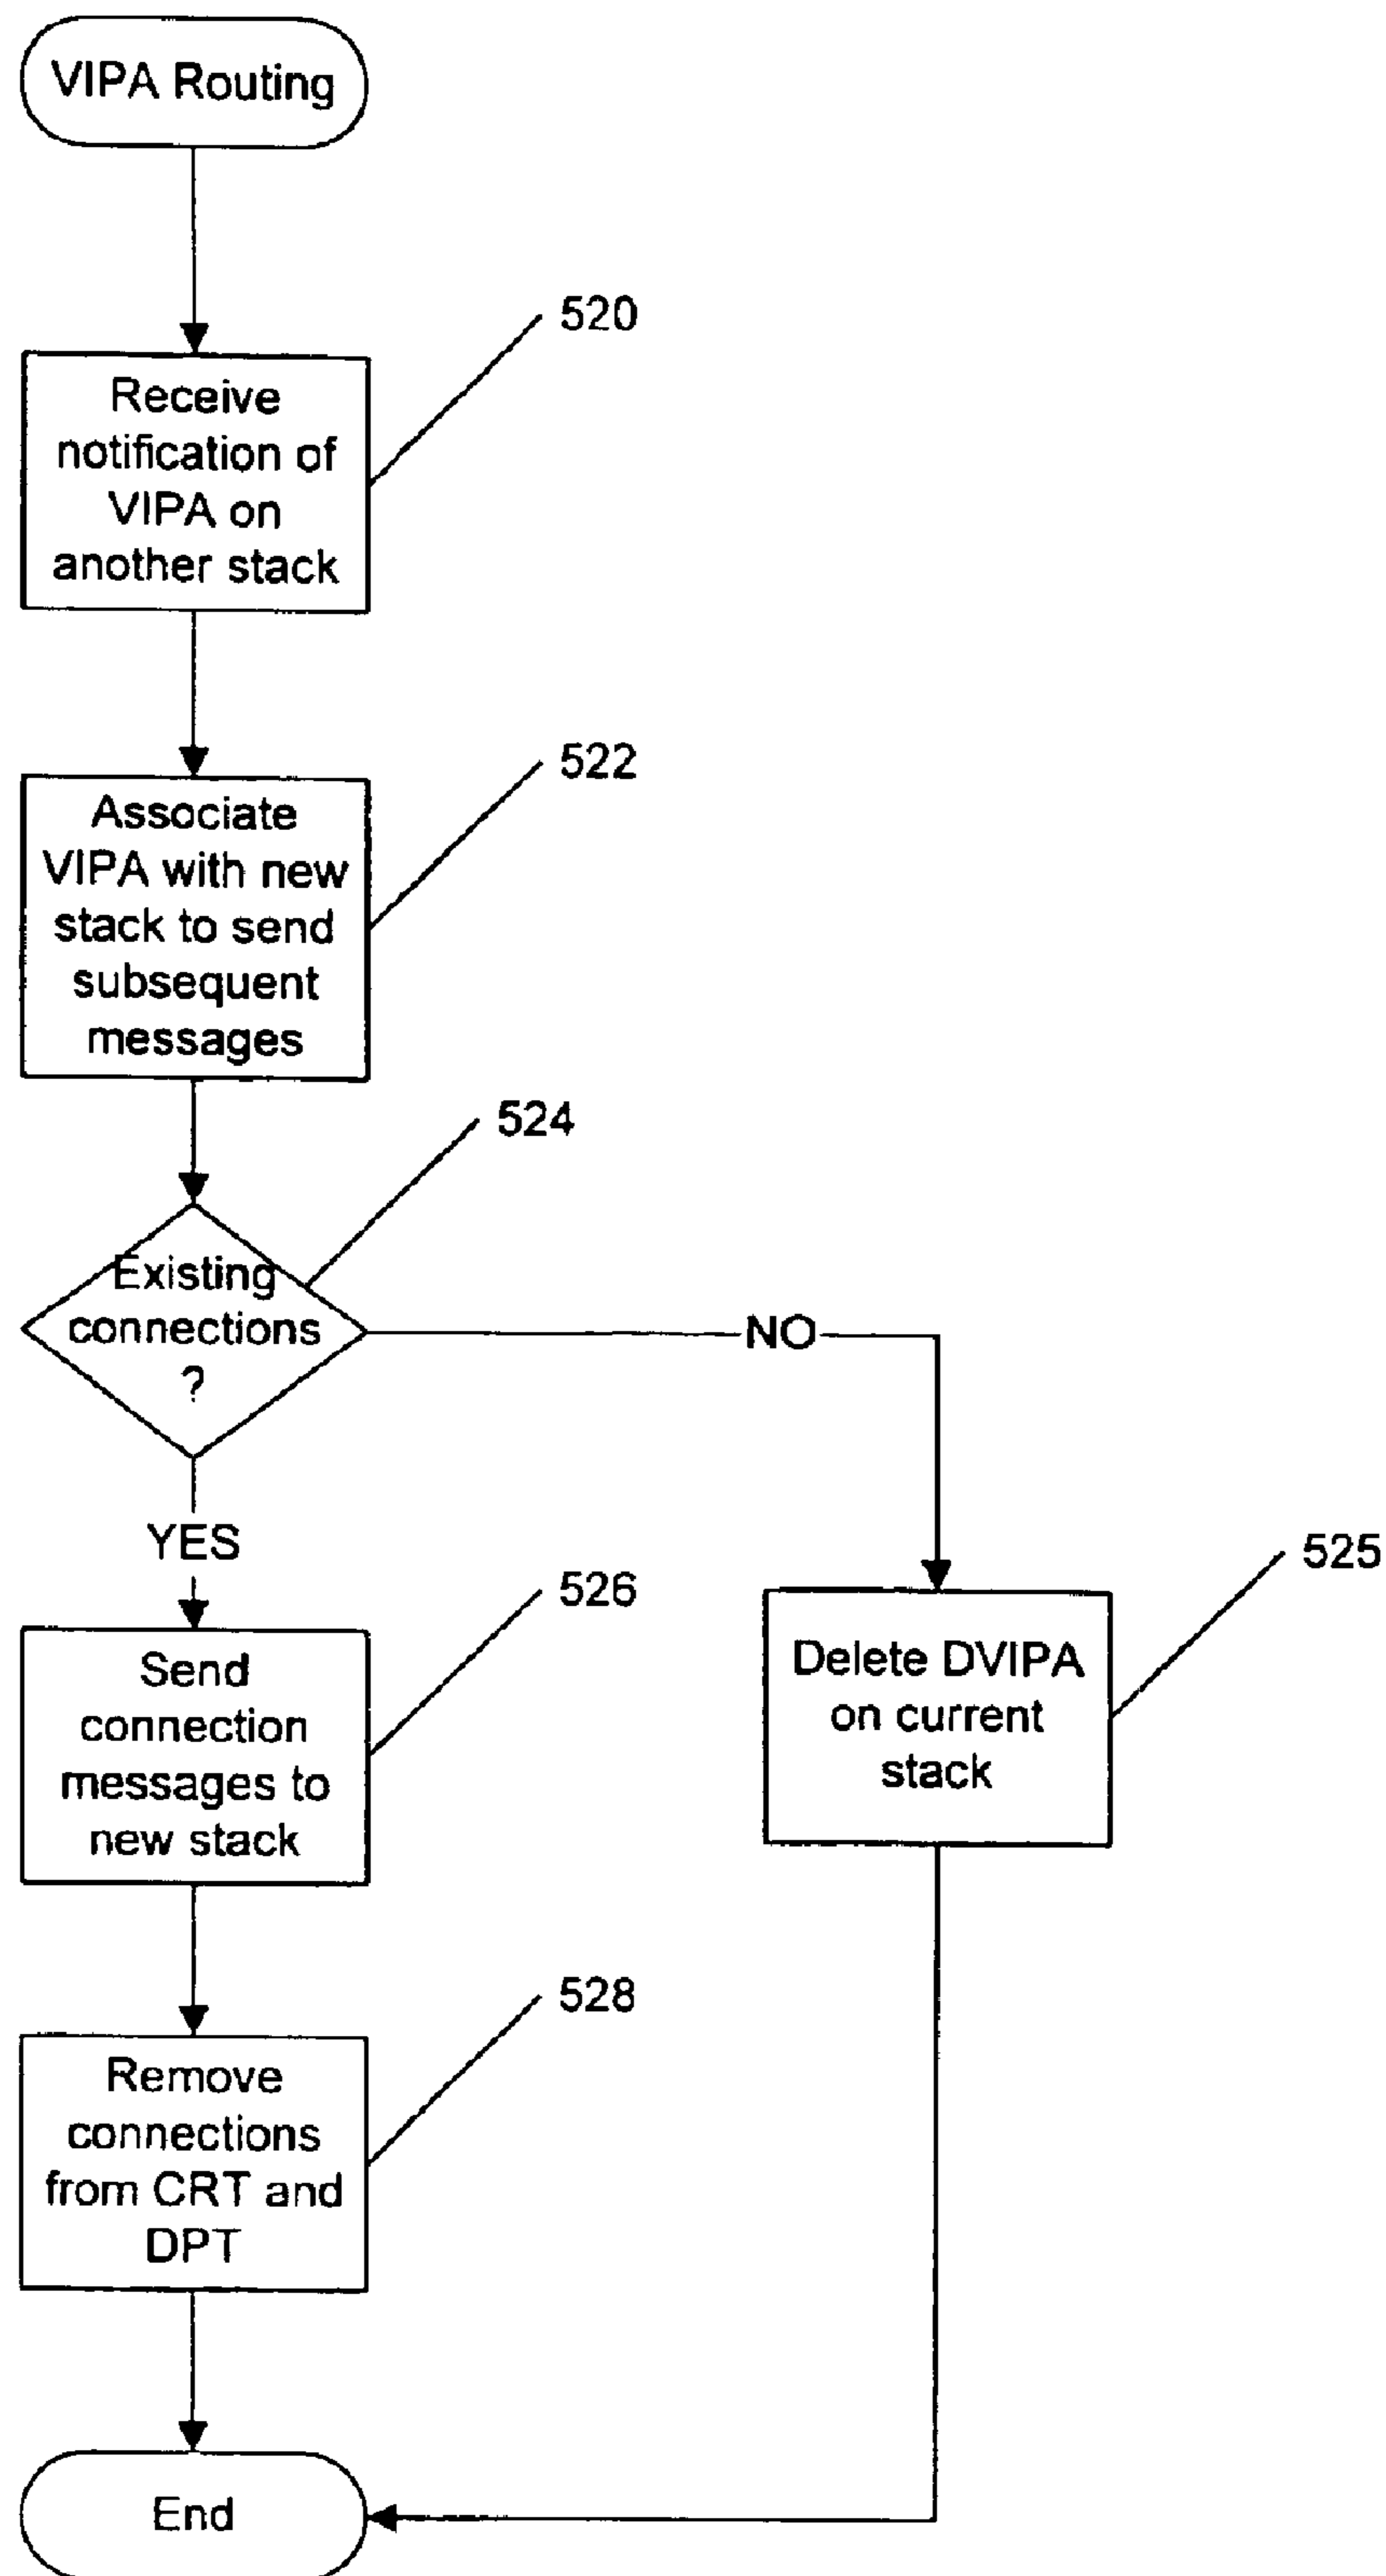 VIPA Routing
520
Receive
notification of
VIPA on
another stack
522
Associate
VIPA with new
stack to send
subsequent
messages
524
Existing
connections
?
NO
YES
525
526
Send
connection
messages to
new stack
Delete DVIPA
on current
stack
528
Remove
connections
from CRT and
DPT
End